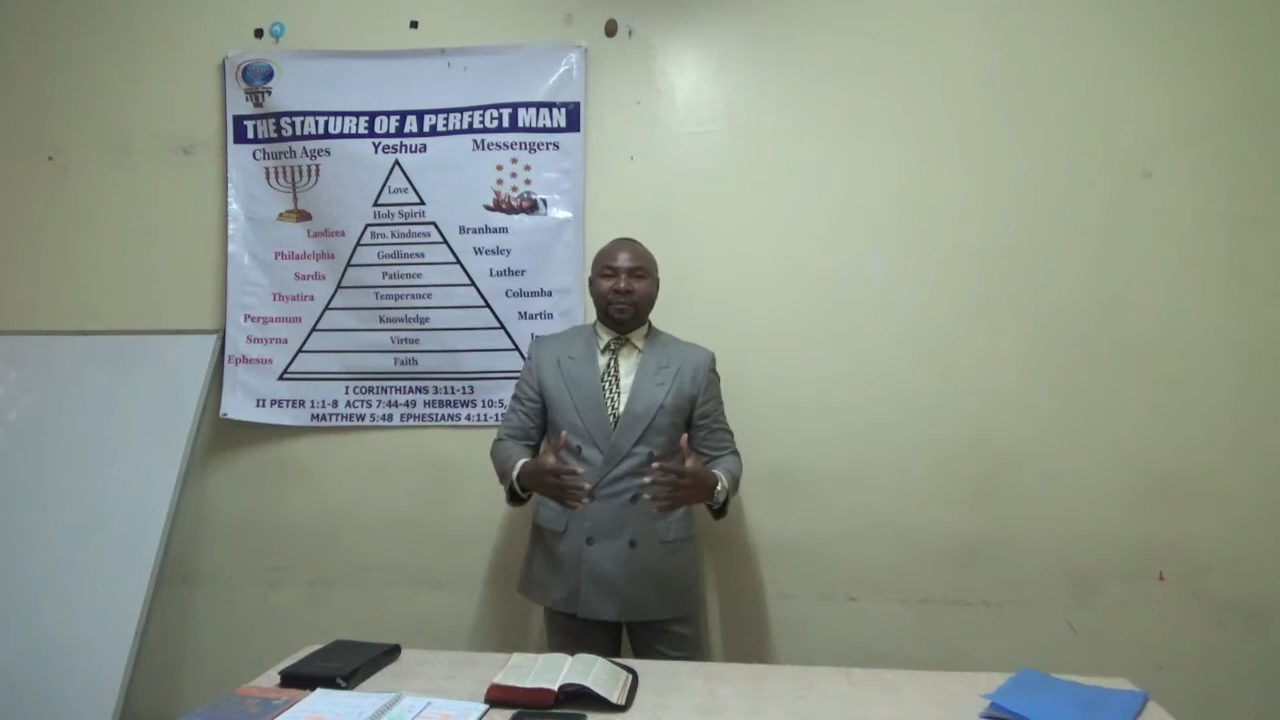 THE STATURE OF A PERFECT MAN
Church Ages
Yeshua
Messengers
Love
Holy Spirit
Laodicea
Bro. Kindness
Branham
Philadelphia
Godliness
Wesley
Sardis
Patience
Luther
Thyatira
Temperance
Columba
Pergamum
Knowledge
Martin
Smyrna
Virtue
Ephesus
Faith
I CORINTHIANS 3:11-13
II PETER 1:1-8 ACTS 7:44-49 HEBREWS 10:5,
MATTHEW 5:48 EPHESIANS 4:11-15